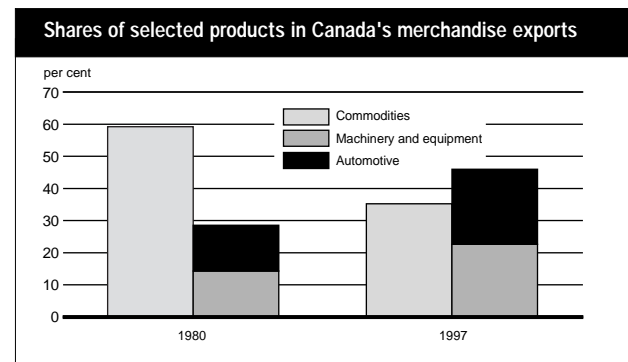 Shares of selected products in Canada's merchandise exports
per cent
70
60
50
40
30
20
10
0
Commodities
Machinery and equipment
Automotive
1980 1997